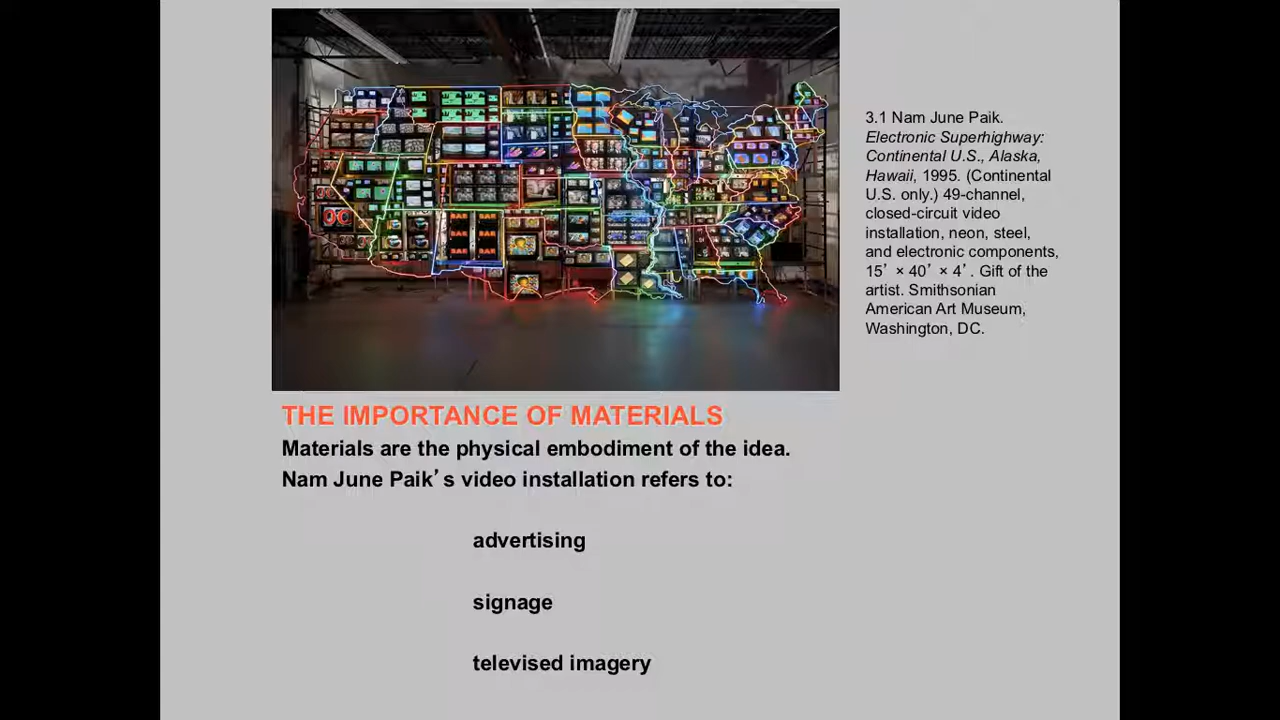 3.1 Nam June Paik.
Electronic Superhighway:
Continental U.S., Alaska,
Hawaii, 1995. (Continental
U.S. only.) 49-channel,
closed-circuit video
installation, neon, steel,
and electronic components,
15’ × 40’ × 4’. Gift of the
artist. Smithsonian
American Art Museum,
Washington, DC.
THE IMPORTANCE OF MATERIALS
Materials are the physical embodiment of the idea.
Nam June Paik’s video installation refers to:
advertising
signage
televised imagery